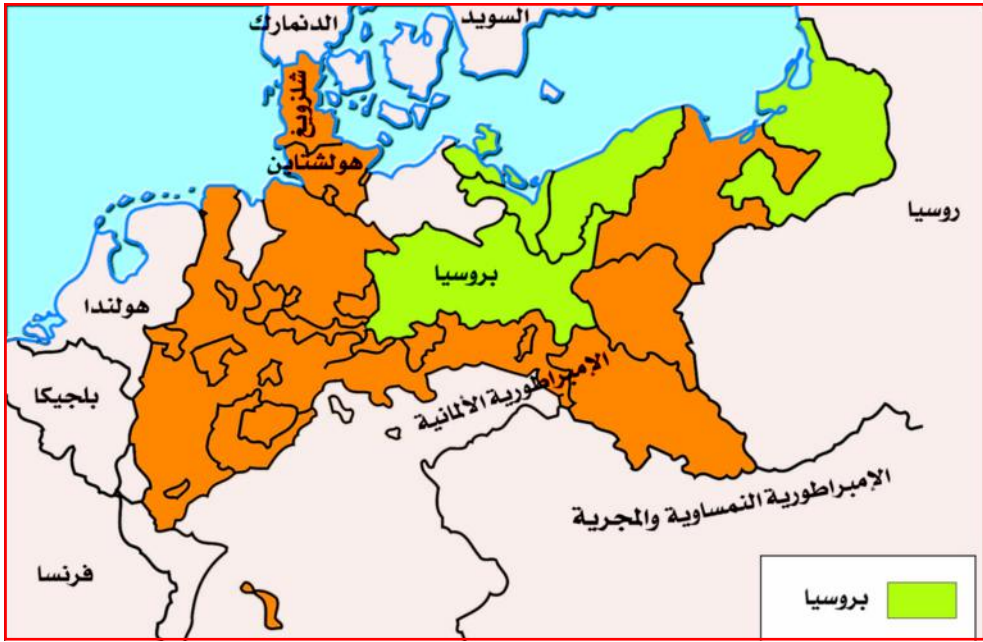 السويد
الدنمارك
شلزويغ
هولشتاين
روسيا
بروسيا
هولندا
بلجيكا
الإمبراطورية الألمانية
الإمبراطورية النمساوية والمجرية
فرنسا
بروسيا